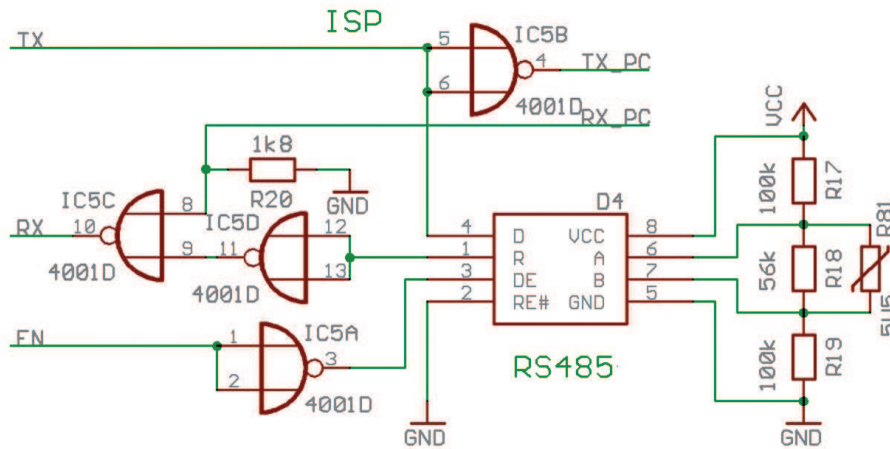 ISP
TX
5
6
IC5B
4
TX_PC
4001D
RX_PC
VCC
1k8
R20
GND
IC5C
8
10
9
RX
4001D
IC5D
12
11
13
4001D
D4
4 D VCC 8
1 R A 6
3 DE B 7
2 RE# GND 5
RS485
100k
R17
56k
R18
R81
5V5
100k
R19
GND
EN
1
2
IC5A
3
4001D
GND